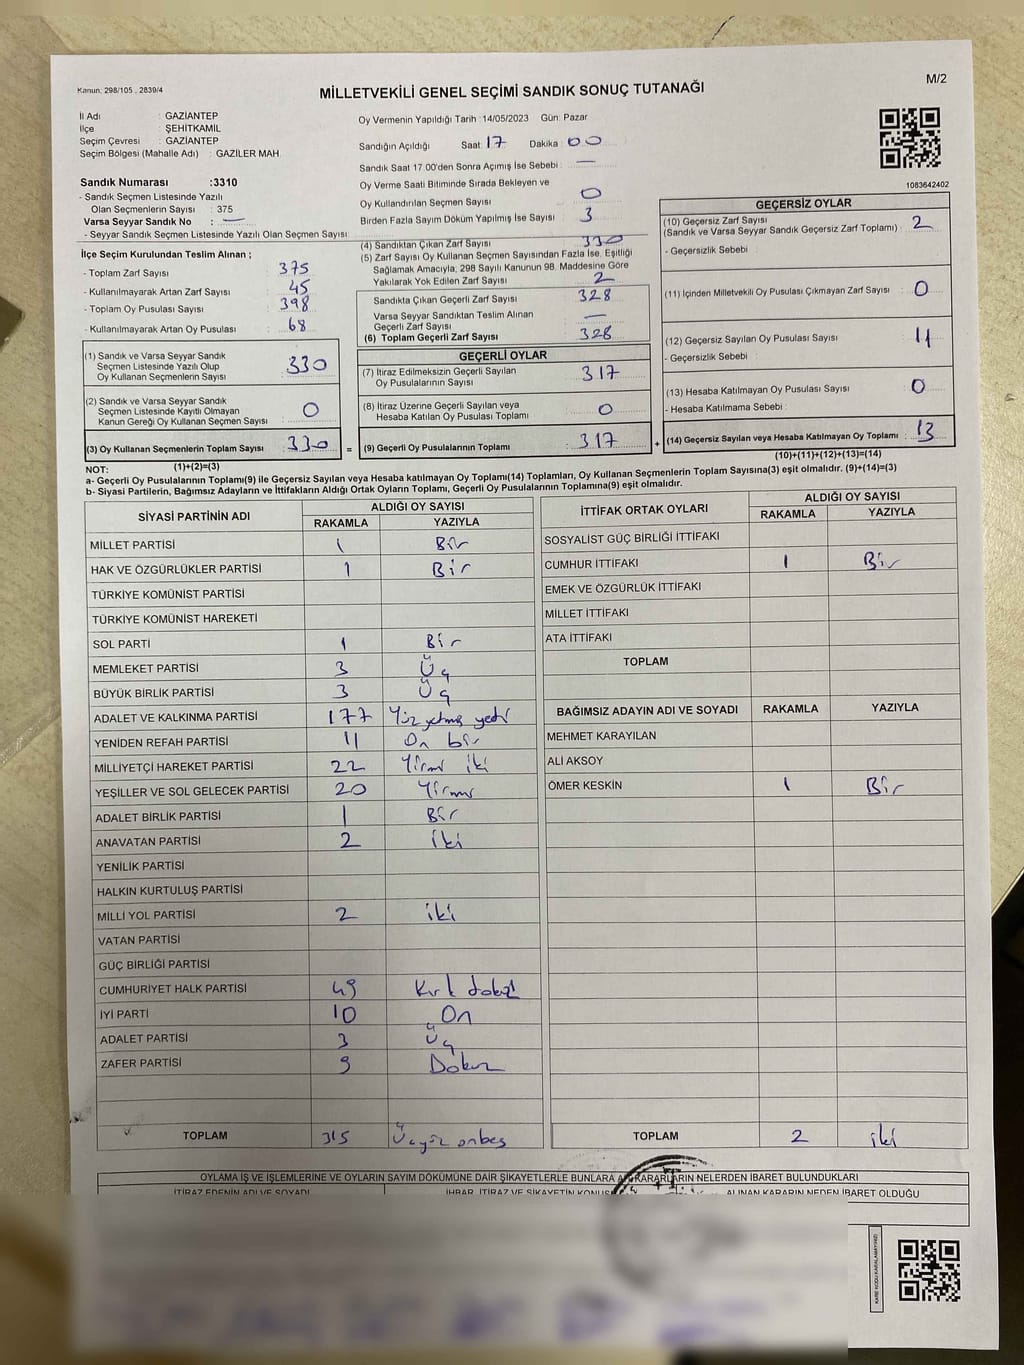 Kanun: 298/105 , 2839/4
MİLLETVEKİLİ GENEL SEÇİMİ SANDIK SONUÇ TUTANAĞI
M/2
İl Adı : GAZİANTEP
İlçe : ŞEHİTKAMİL
Seçim Çevresi : GAZİANTEP
Seçim Bölgesi (Mahalle Adı) : GAZİLER MAH
Sandık Numarası :3310
- Sandık Seçmen Listesinde Yazılı
Olan Seçmenlerin Sayısı : 375
Varsa Seyyar Sandık No : —
- Seyyar Sandık Seçmen Listesinde Yazılı Olan Seçmen Sayısı:
Oy Vermenin Yapıldığı Tarih :14/05/2023 Gün: Pazar
Sandığın Açıldığı Saat: 17 Dakika : 00
Sandık Saat 17.00'den Sonra Açımış İse Sebebi : —
Oy Verme Saati Bitiminde Sırada Bekleyen ve
Oy Kullandırılan Seçmen Sayısı : 0
Birden Fazla Sayım Döküm Yapılmış İse Sayısı : 3
1083642402
İlçe Seçim Kurulundan Teslim Alınan ;
- Toplam Zarf Sayısı : 375
- Kullanılmayarak Artan Zarf Sayısı : 45
- Toplam Oy Pusulası Sayısı : 398
- Kullanılmayarak Artan Oy Pusulası : 68
(4) Sandıktan Çıkan Zarf Sayısı : 330
(5) Zarf Sayısı Oy Kullanan Seçmen Sayısından Fazla İse, Eşitliği
Sağlamak Amacıyla; 298 Sayılı Kanunun 98. Maddesine Göre
Yakılarak Yok Edilen Zarf Sayısı : 2
Sandıkta Çıkan Geçerli Zarf Sayısı : 328
Varsa Seyyar Sandıktan Teslim Alınan
Geçerli Zarf Sayısı : —
(6) Toplam Geçerli Zarf Sayısı : 328
GEÇERSİZ OYLAR
(10) Geçersiz Zarf Sayısı
(Sandık ve Varsa Seyyar Sandık Geçersiz Zarf Toplamı) : 2
- Geçersizlik Sebebi :
(11) İçinden Milletvekili Oy Pusulası Çıkmayan Zarf Sayısı : 0
(12) Geçersiz Sayılan Oy Pusulası Sayısı : 11
- Geçersizlik Sebebi :
(13) Hesaba Katılmayan Oy Pusulası Sayısı : 0
- Hesaba Katılmama Sebebi :
(14) Geçersiz Sayılan veya Hesaba Katılmayan Oy Toplamı : 13
(10)+(11)+(12)+(13)=(14)
(1) Sandık ve Varsa Seyyar Sandık
Seçmen Listesinde Yazılı Olup
Oy Kullanan Seçmenlerin Sayısı : 330
(2) Sandık ve Varsa Seyyar Sandık
Seçmen Listesinde Kayıtlı Olmayan
Kanun Gereği Oy Kullanan Seçmen Sayısı : 0
(3) Oy Kullanan Seçmenlerin Toplam Sayısı : 330 =
(1)+(2)=(3)
GEÇERLİ OYLAR
(7) İtiraz Edilmeksizin Geçerli Sayılan
Oy Pusulalarının Sayısı : 317
(8) İtiraz Üzerine Geçerli Sayılan veya
Hesaba Katılan Oy Pusulası Toplamı : 0
(9) Geçerli Oy Pusulalarının Toplamı : 317 +
NOT:
a- Geçerli Oy Pusulalarının Toplamı(9) ile Geçersiz Sayılan veya Hesaba katılmayan Oy Toplamı(14) Toplamları, Oy Kullanan Seçmenlerin Toplam Sayısına(3) eşit olmalıdır. (9)+(14)=(3)
b- Siyasi Partilerin, Bağımsız Adayların ve İttifakların Aldığı Ortak Oyların Toplamı, Geçerli Oy Pusulalarının Toplamına(9) eşit olmalıdır.
SİYASİ PARTİNİN ADI ALDIĞI OY SAYISI
RAKAMLA YAZIYLA
MİLLET PARTİSİ 1 Bir
HAK VE ÖZGÜRLÜKLER PARTİSİ 1 Bir
TÜRKİYE KOMÜNİST PARTİSİ
TÜRKİYE KOMÜNİST HAREKETİ
SOL PARTİ 1 Bir
MEMLEKET PARTİSİ 3 Üç
BÜYÜK BİRLİK PARTİSİ 3 Üç
ADALET VE KALKINMA PARTİSİ 177 Yüz yetmiş yedi
YENİDEN REFAH PARTİSİ 11 On bir
MİLLİYETÇİ HAREKET PARTİSİ 22 Yirmi iki
YEŞİLLER VE SOL GELECEK PARTİSİ 20 Yirmi
ADALET BİRLİK PARTİSİ 1 Bir
ANAVATAN PARTİSİ 2 iki
YENİLİK PARTİSİ
HALKIN KURTULUŞ PARTİSİ
MİLLİ YOL PARTİSİ 2 iki
VATAN PARTİSİ
GÜÇ BİRLİĞİ PARTİSİ
CUMHURİYET HALK PARTİSİ 49 Kırk dokuz
İYİ PARTİ 10 On
ADALET PARTİSİ 3 Üç
ZAFER PARTİSİ 9 Dokuz
TOPLAM 315 Üçyüz onbeş
İTTİFAK ORTAK OYLARI ALDIĞI OY SAYISI
RAKAMLA YAZIYLA
SOSYALİST GÜÇ BİRLİĞİ İTTİFAKI
CUMHUR İTTİFAKI 1 Bir
EMEK VE ÖZGÜRLÜK İTTİFAKI
MİLLET İTTİFAKI
ATA İTTİFAKI
TOPLAM
BAĞIMSIZ ADAYIN ADI VE SOYADI RAKAMLA YAZIYLA
MEHMET KARAYILAN
ALİ AKSOY
ÖMER KESKİN 1 Bir
TOPLAM 2 iki
OYLAMA İŞ VE İŞLEMLERİNE VE OYLARIN SAYIM DÖKÜMÜNE DAİR ŞİKAYETLERLE BUNLARA KARARLARIN NELERDEN İBARET BULUNDUKLARI
İTİRAZ EDENİN ADI VE SOYADI İHBAR, İTİRAZ VE ŞİKAYETİN KONUSU ALINAN KARARIN NEDEN İBARET OLDUĞU
KARE KODU KARALAMAYINIZ!